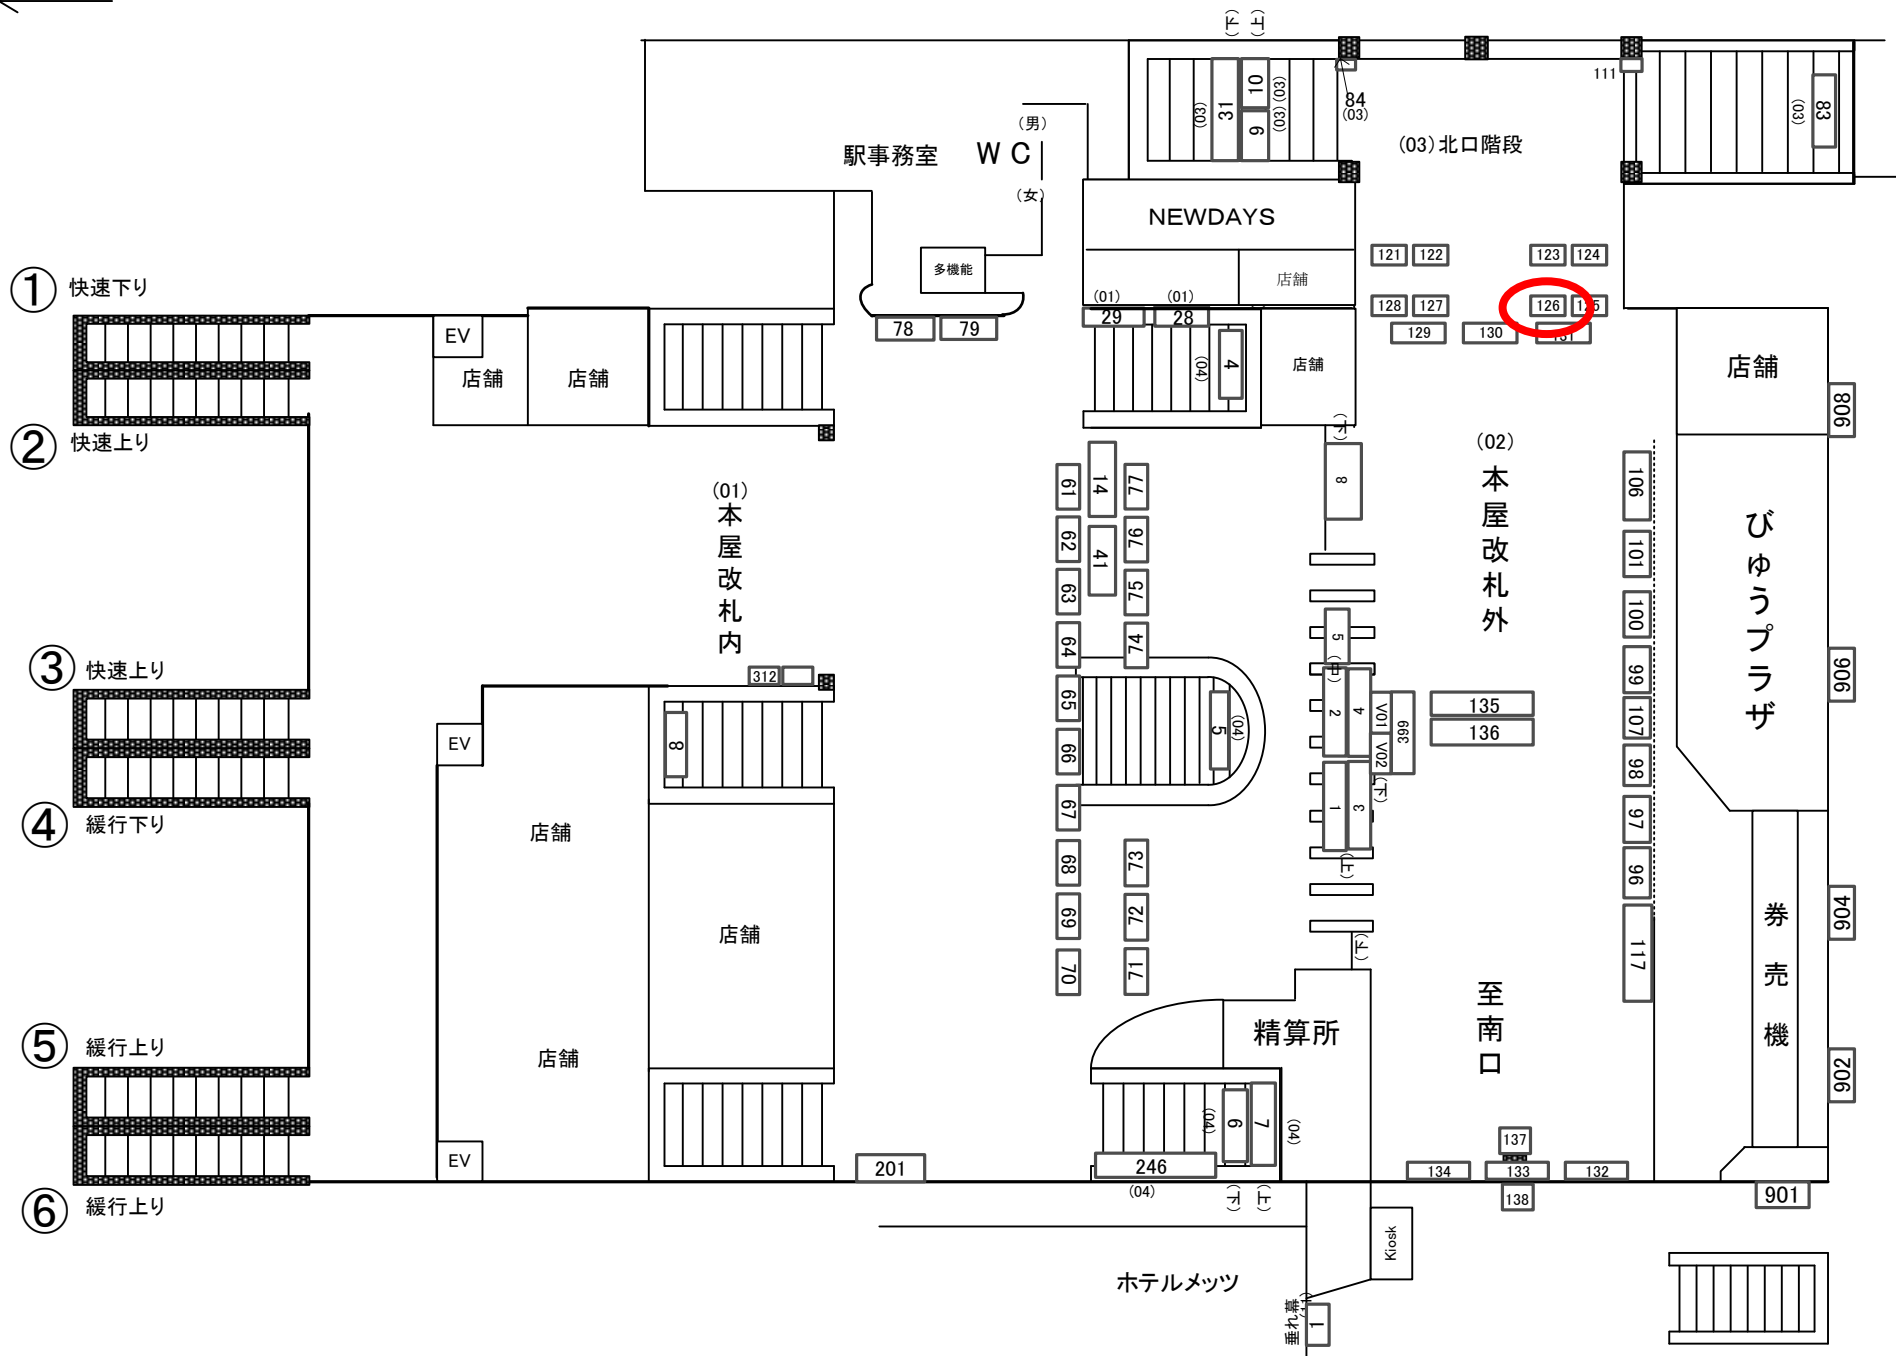 (下)
(上)
31
10
9
(03)
(03)
(03)
84
(03)
111
83
(03)
(03)北口階段
駅事務室
WC
(男)
(女)
多機能
NEWDAYS
店舗
121
122
123
124
128
127
126
125
129
130
131
① 快速下り
② 快速上り
EV
店舗
店舗
78
79
(01)
29
(01)
28
4
(04)
店舗
店舗
908
(01)
本屋改札内
61
62
63
64
65
66
67
68
69
70
14
41
77
76
75
74
73
72
71
(下)
8
5
(中)
2
4
1
3
V01
V02
399
(下)
(上)
(下)
(02)
本屋改札外
135
136
106
101
100
99
107
98
97
96
117
びゅうプラザ
906
904
902
券売機
③ 快速上り
④ 緩行下り
312
EV
8
5
(04)
店舗
店舗
店舗
⑤ 緩行上り
⑥ 緩行上り
EV
201
精算所
6
7
(04)
(04)
246
(04)
(下)
(上)
至南口
137
134
133
132
138
901
Kiosk
ホテルメッツ
垂れ幕
1